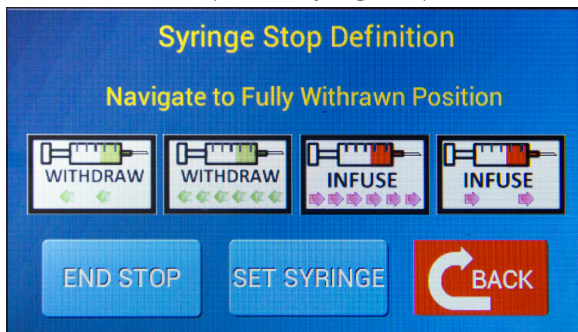 Syringe Stop Definition
Navigate to Fully Withrawn Position
WITHDRAW WITHDRAW INFUSE INFUSE
END STOP SET SYRINGE BACK